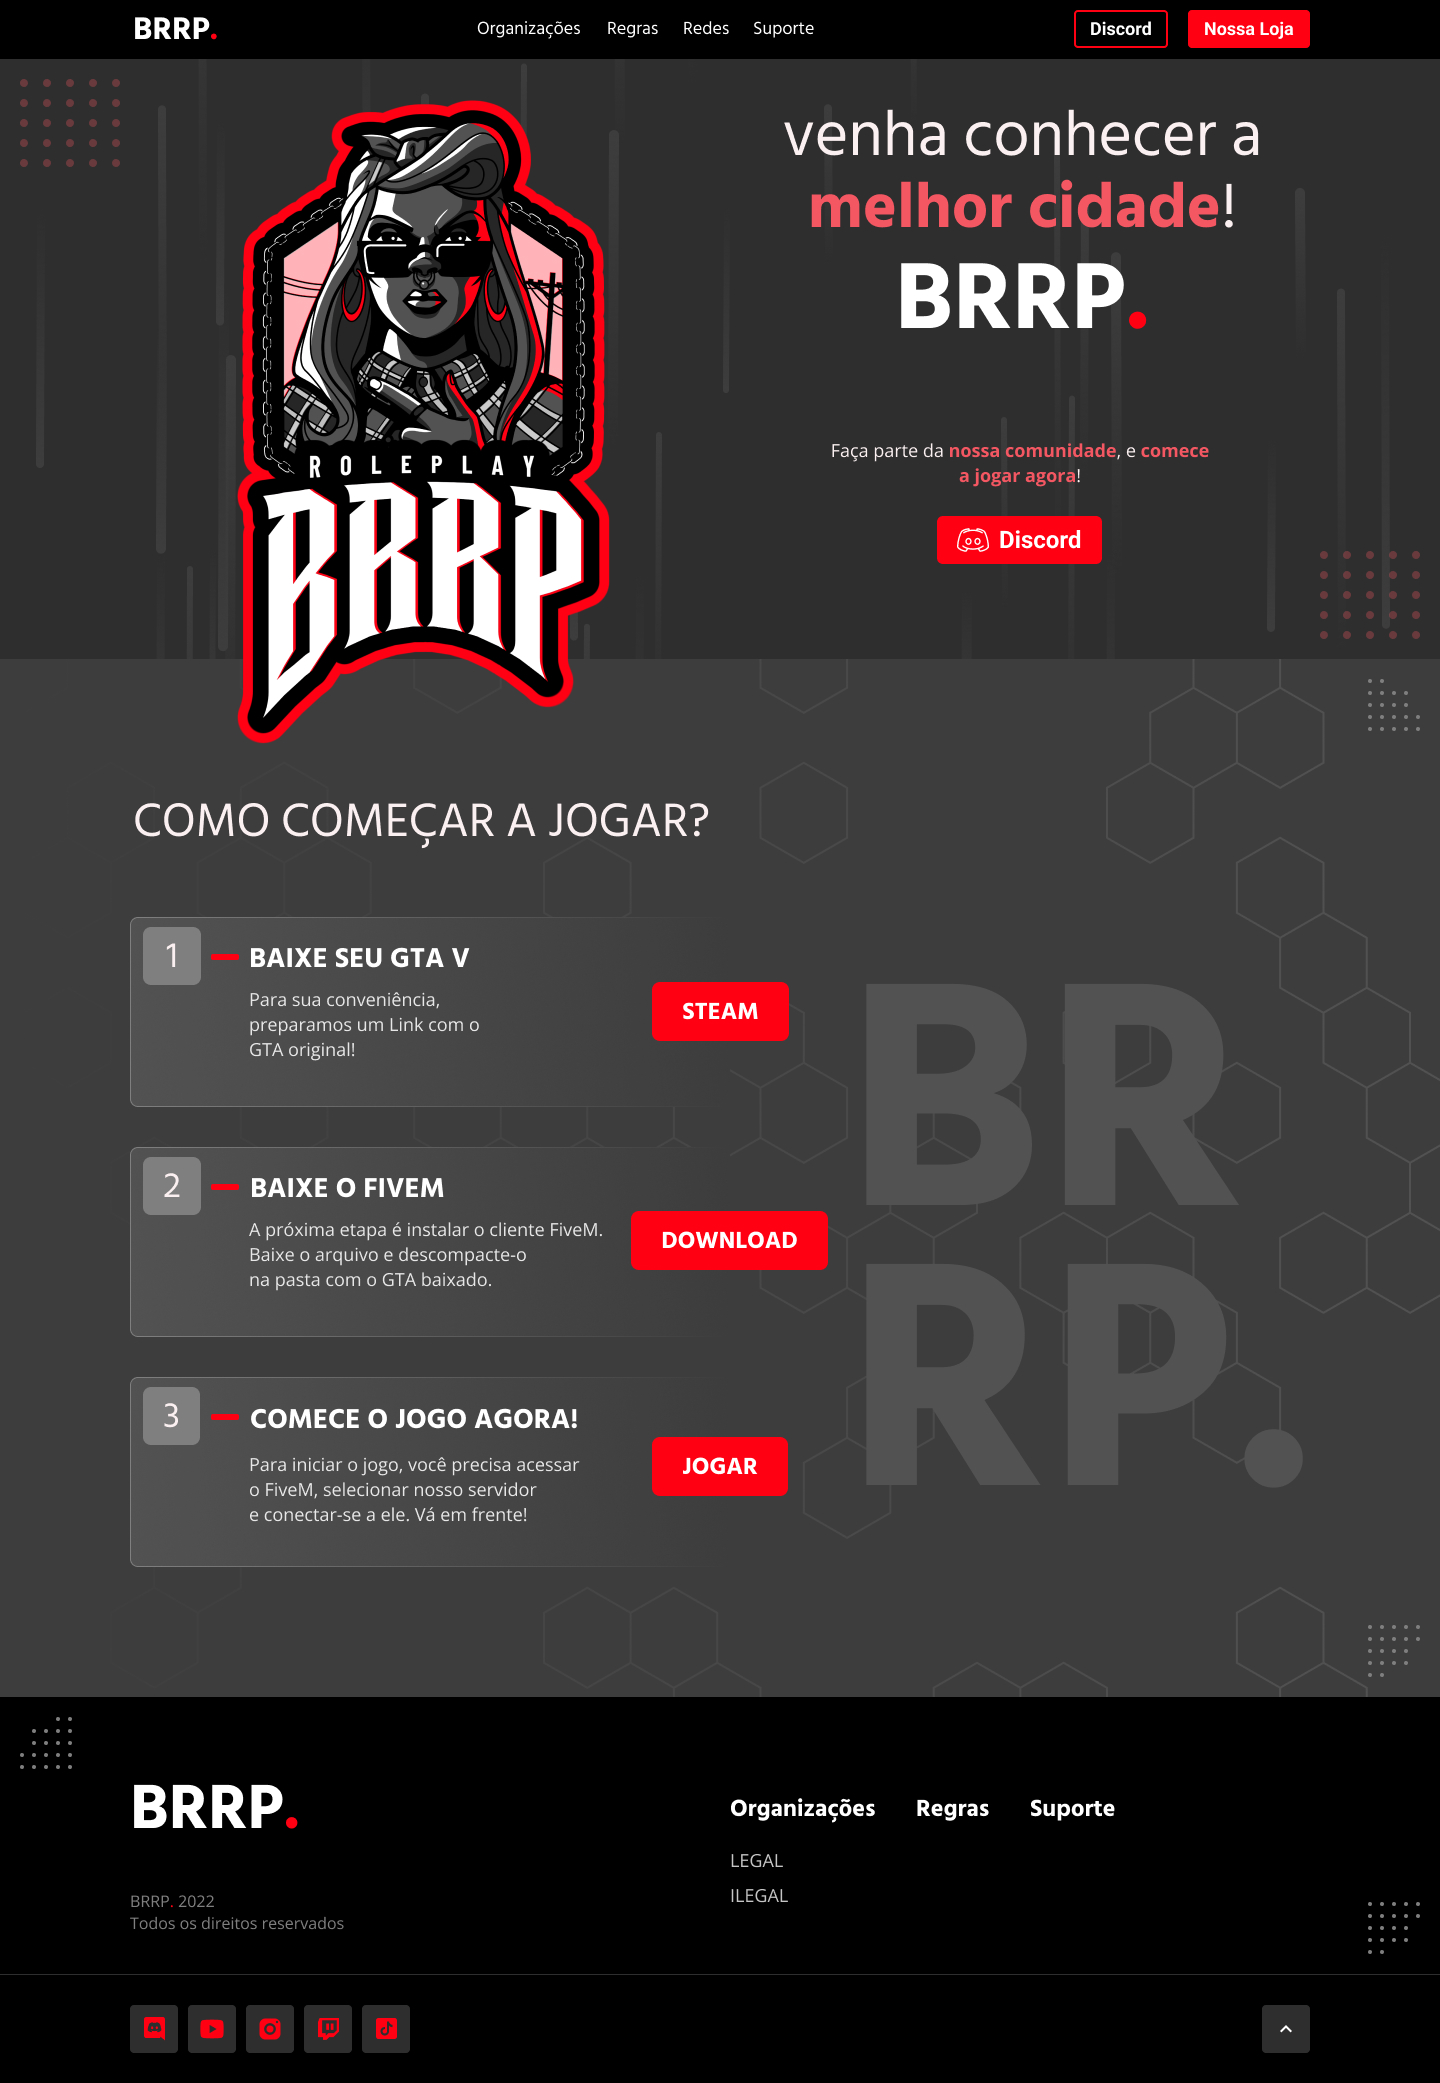 BRRP.
Organizações Regras Redes Suporte
Discord
Nossa Loja
venha conhecer a
melhor cidade!
BRRP.
Faça parte da nossa comunidade, e comece
a jogar agora!
Discord
ROLEPLAY
BRRP
COMO COMEÇAR A JOGAR?
1
BAIXE SEU GTA V
Para sua conveniência,
preparamos um Link com o
GTA original!
STEAM
2
BAIXE O FIVEM
A próxima etapa é instalar o cliente FiveM.
Baixe o arquivo e descompacte-o
na pasta com o GTA baixado.
DOWNLOAD
3
COMECE O JOGO AGORA!
Para iniciar o jogo, você precisa acessar
o FiveM, selecionar nosso servidor
e conectar-se a ele. Vá em frente!
JOGAR
BR
RP.
BRRP.
BRRP. 2022
Todos os direitos reservados
Organizações
LEGAL
ILEGAL
Regras
Suporte